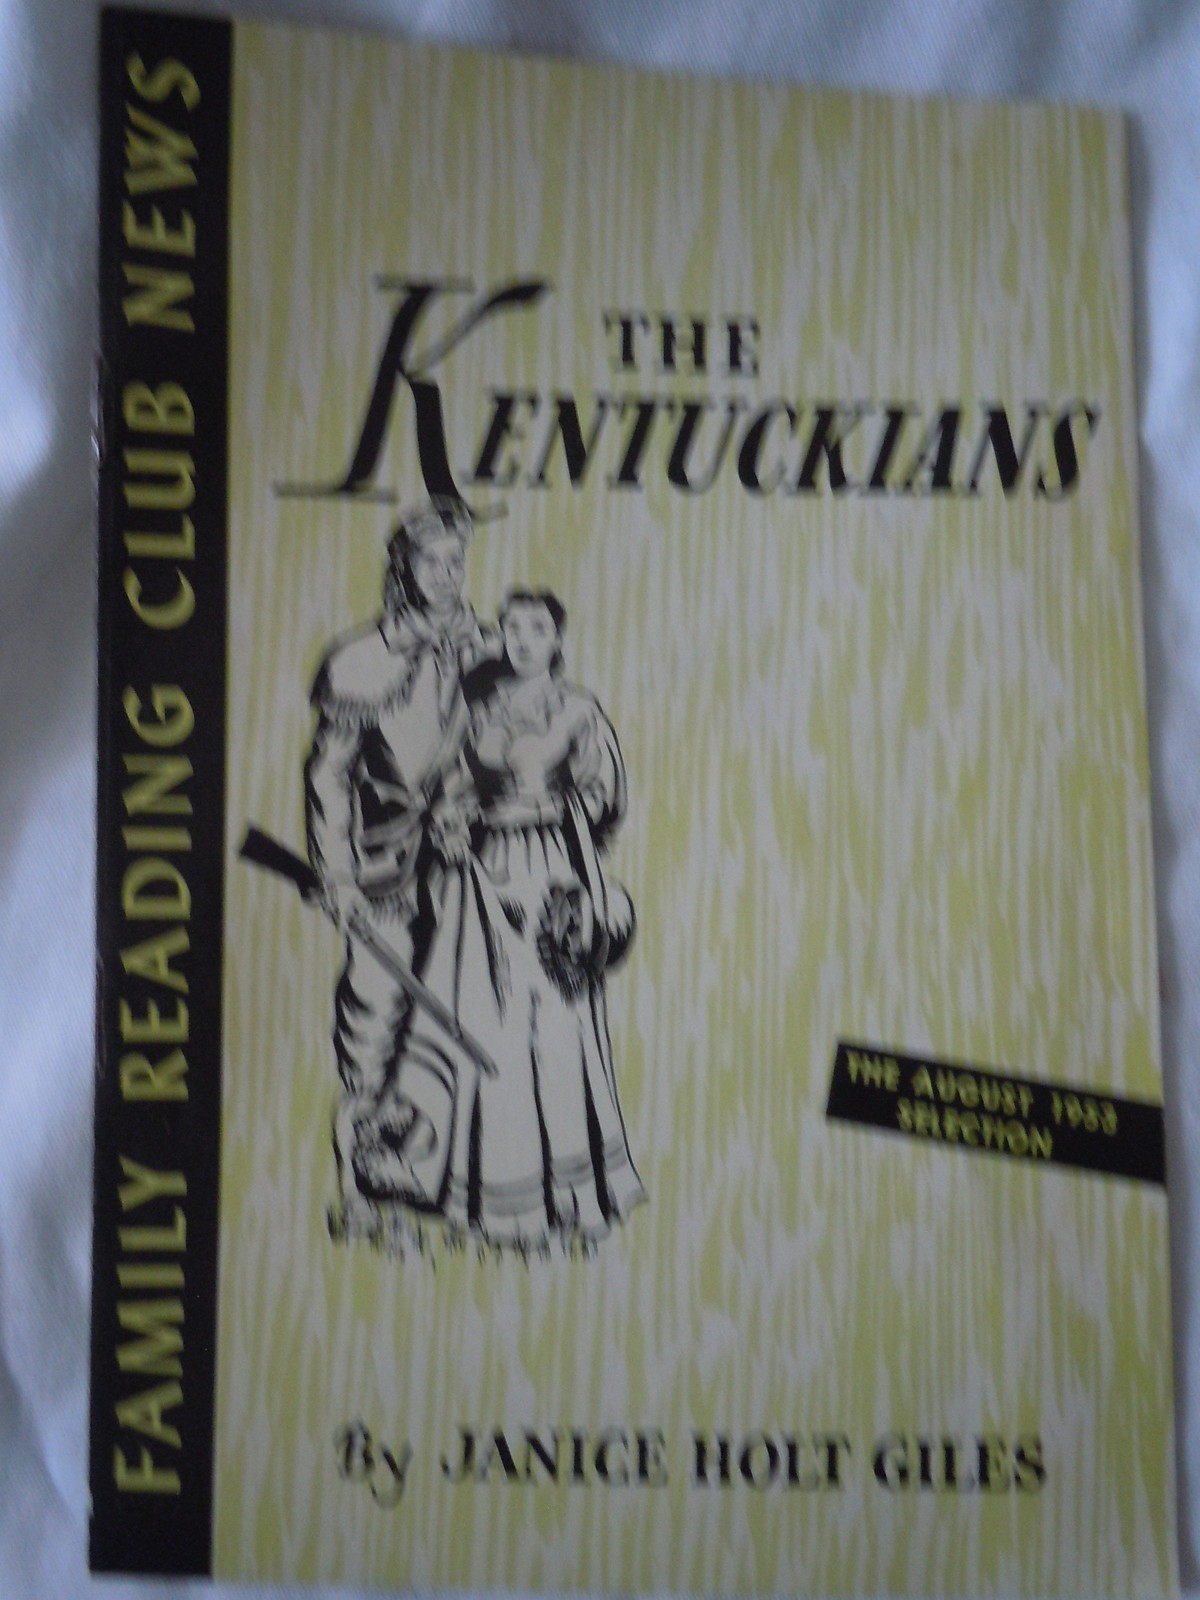 FAMILY READING CLUB NEWS
THE
KENTUCKIANS
THE AUGUST 1953
SELECTION
By JANICE HOLT GILES